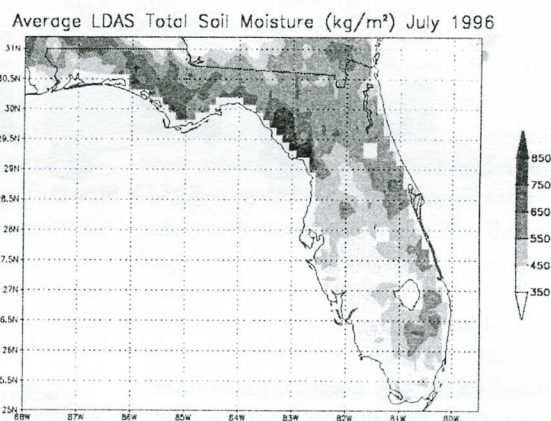 Average LDAS Total Soil Moisture (kg/m²) July 1996
31N
30.5N
30N
29.5N
29N
28.5N
28N
27.5N
27N
6.5N
26N
5.5N
25N
88W 87W 86W 85W 84W 83W 82W 81W 80W
850
750
650
550
450
350